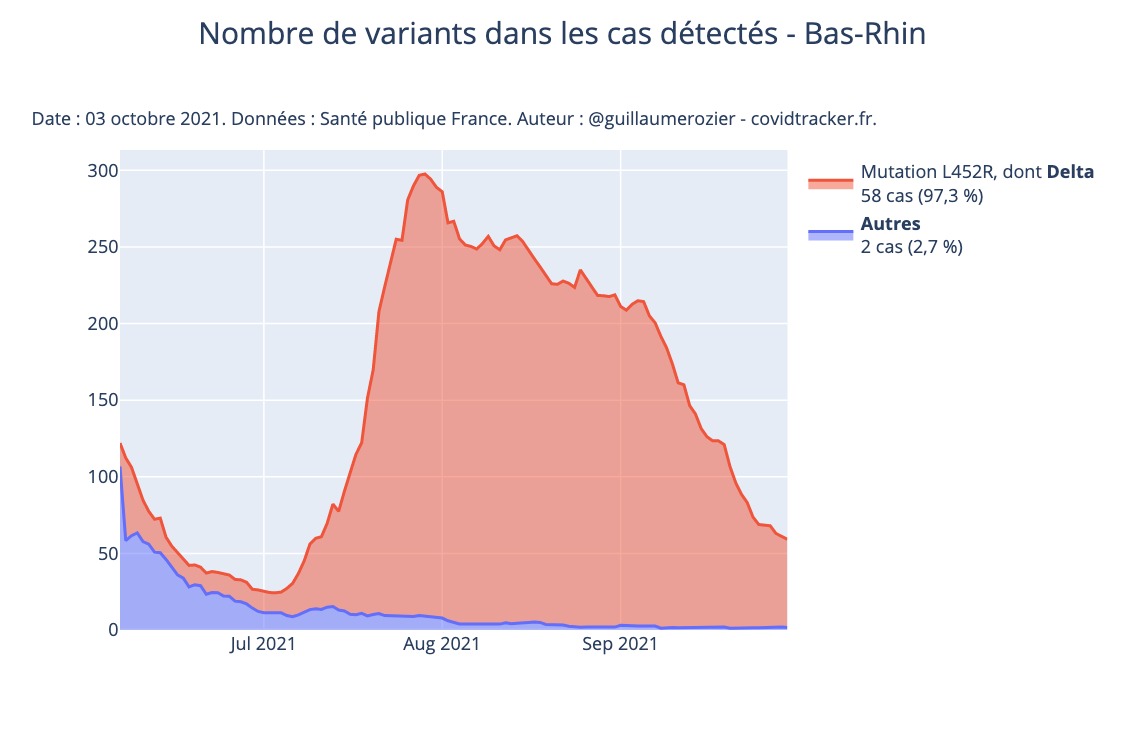 Nombre de variants dans les cas détectés - Bas-Rhin
Date : 03 octobre 2021. Données : Santé publique France. Auteur : @guillaumerozier - covidtracker.fr.
300
250
200
150
100
50
0
Jul 2021
Aug 2021
Sep 2021
Mutation L452R, dont Delta
58 cas (97,3 %)
Autres
2 cas (2,7 %)